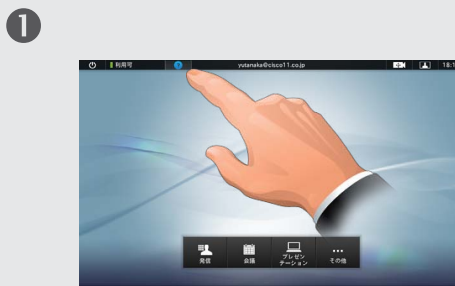 1
利用可 yutanaka@cisco11.co.jp 18:1
発信 会議 プレゼン
テーション その他